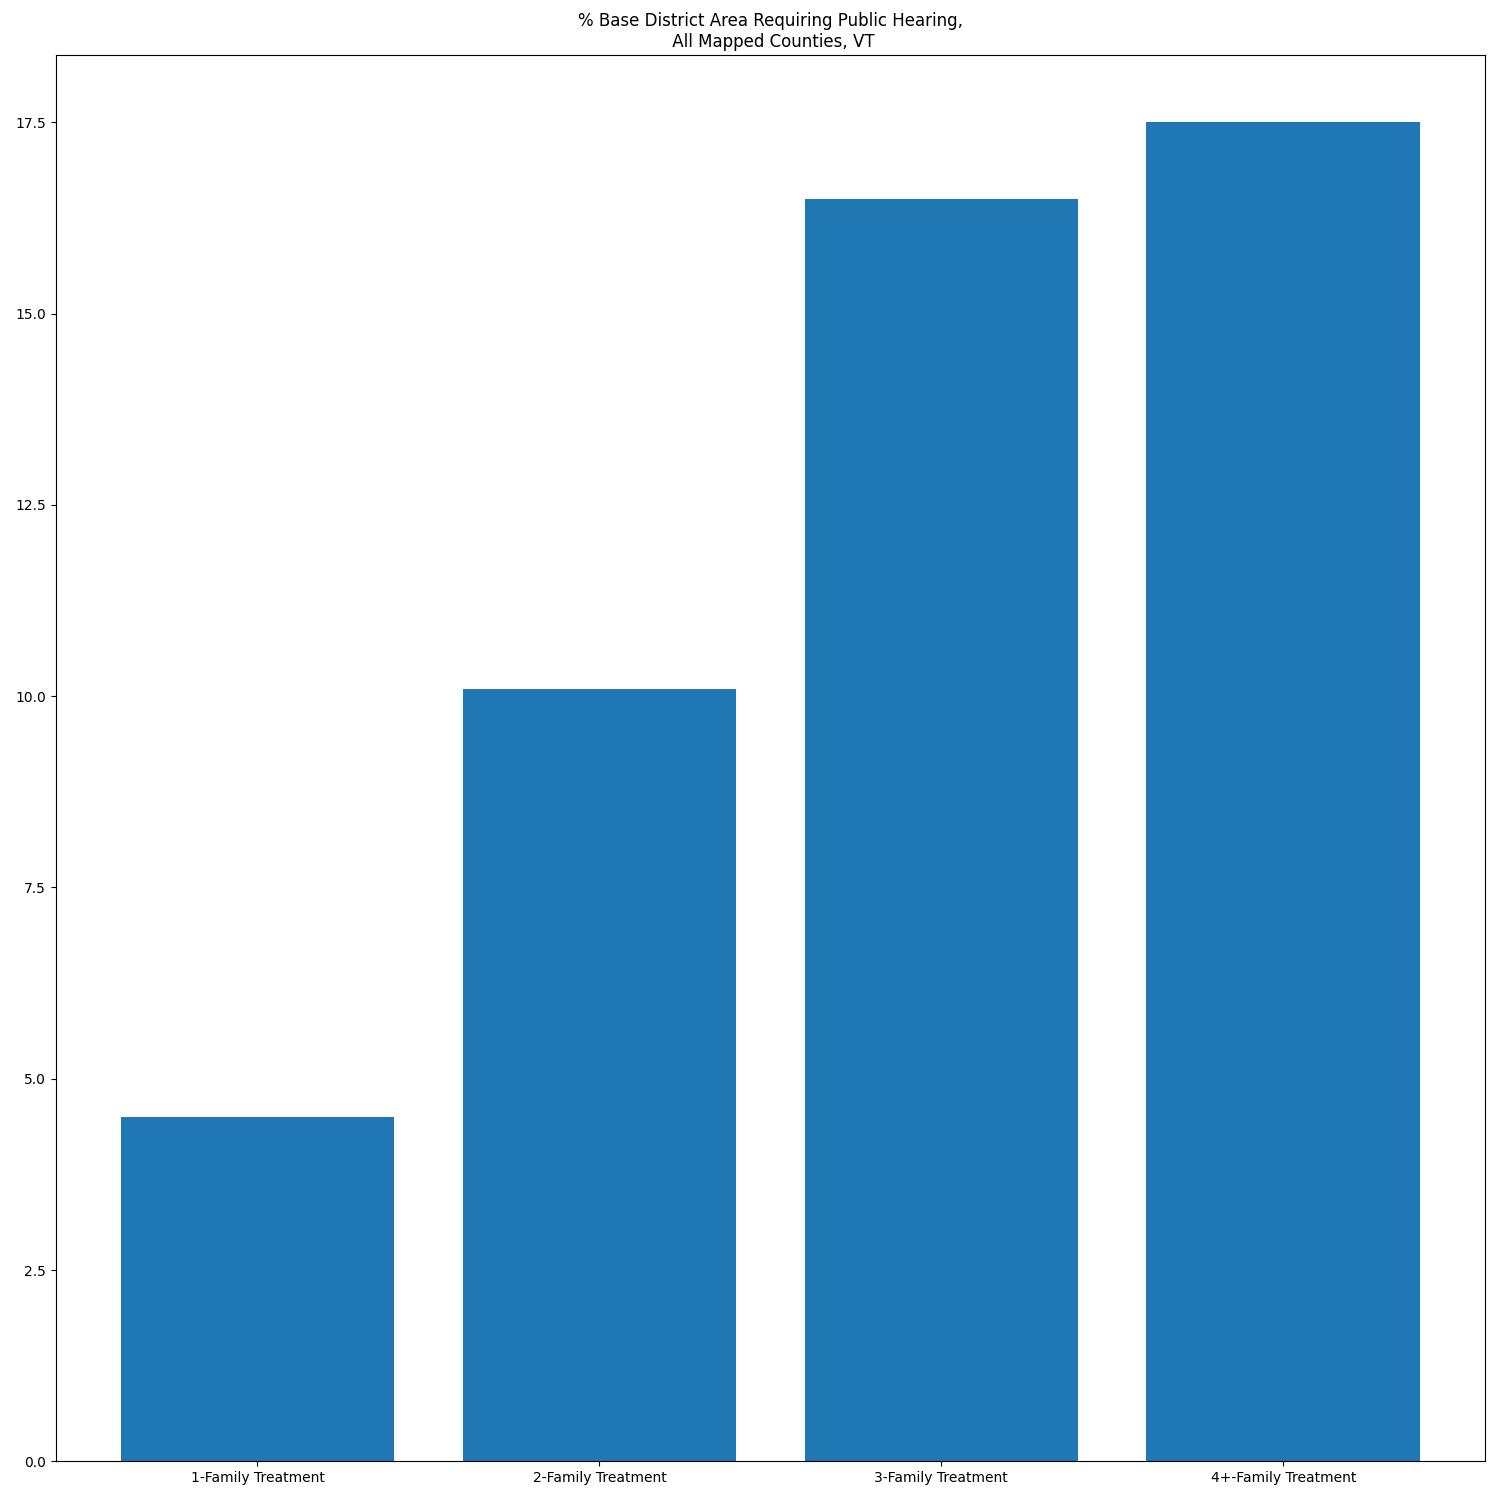 % Base District Area Requiring Public Hearing,
All Mapped Counties, VT
17.5
15.0
12.5
10.0
7.5
5.0
2.5
0.0
1-Family Treatment
2-Family Treatment
3-Family Treatment
4+-Family Treatment